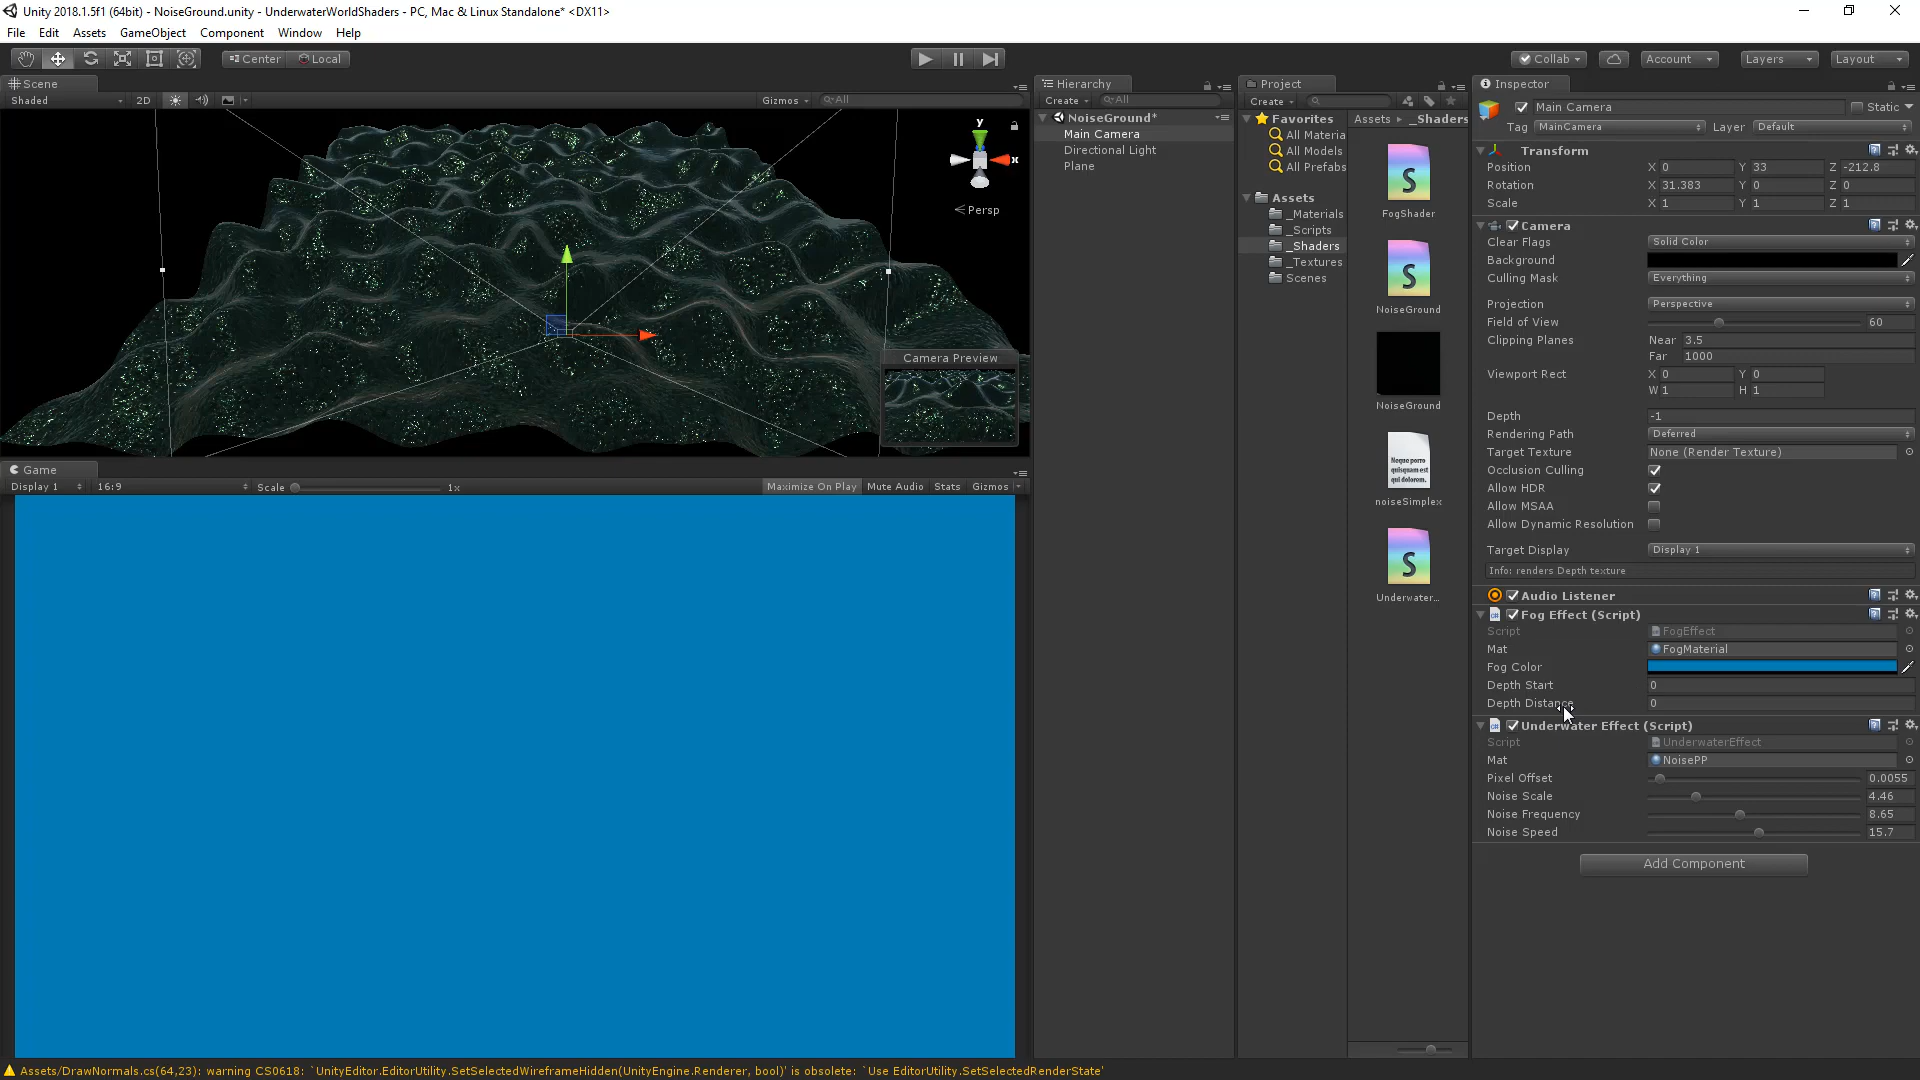 Unity 2018.1.5f1 (64bit) - NoiseGround.unity - UnderwaterWorldShaders - PC, Mac & Linux Standalone* <DX11>
File Edit Assets GameObject Component Window Help
Center Local
Collab Account Layers Layout
Scene
Shaded 2D Gizmos All
y
x
Persp
Camera Preview
Game
Display 1 16:9 Scale 1x Maximize On Play Mute Audio Stats Gizmos
Hierarchy
Create All
NoiseGround*
Main Camera
Directional Light
Plane
Project
Create
Favorites
All Materia
All Models
All Prefabs
Assets
_Materials
_Scripts
_Shaders
_Textures
Scenes
Assets _Shaders
S
FogShader
S
NoiseGround
NoiseGround
Neque porro
quisquam est
qui dolorem.
noiseSimplex
S
Underwater...
Inspector
Main Camera Static
Tag MainCamera Layer Default
Transform
Position X 0 Y 33 Z -212.8
Rotation X 31.383 Y 0 Z 0
Scale X 1 Y 1 Z 1
Camera
Clear Flags Solid Color
Background
Culling Mask Everything
Projection Perspective
Field of View 60
Clipping Planes Near 3.5
Far 1000
Viewport Rect X 0 Y 0
W 1 H 1
Depth -1
Rendering Path Deferred
Target Texture None (Render Texture)
Occlusion Culling
Allow HDR
Allow MSAA
Allow Dynamic Resolution
Target Display Display 1
Info: renders Depth texture
Audio Listener
Fog Effect (Script)
Script FogEffect
Mat FogMaterial
Fog Color
Depth Start 0
Depth Distance 0
Underwater Effect (Script)
Script UnderwaterEffect
Mat NoisePP
Pixel Offset 0.0055
Noise Scale 4.46
Noise Frequency 8.65
Noise Speed 15.7
Add Component
Assets/DrawNormals.cs(64,23): warning CS0618: `UnityEditor.EditorUtility.SetSelectedWireframeHidden(UnityEngine.Renderer, bool)' is obsolete: `Use EditorUtility.SetSelectedRenderState'